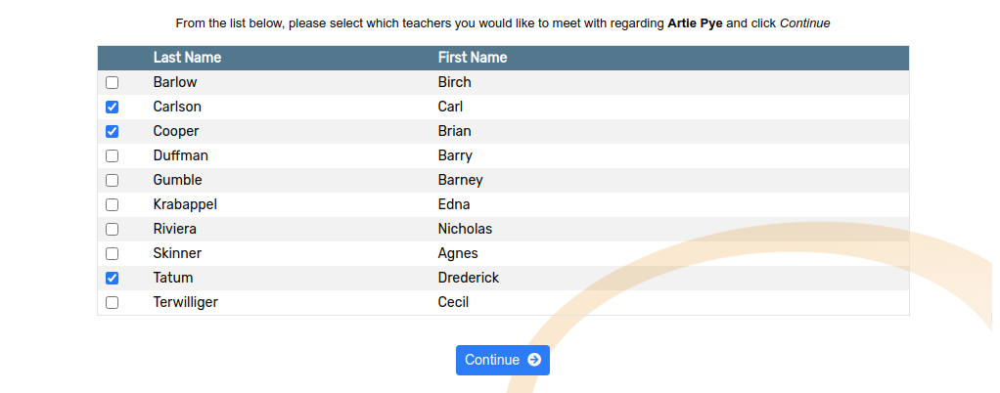 From the list below, please select which teachers you would like to meet with regarding Artie Pye and click Continue
Last Name First Name
Barlow Birch
Carlson Carl
Cooper Brian
Duffman Barry
Gumble Barney
Krabappel Edna
Riviera Nicholas
Skinner Agnes
Tatum Drederick
Terwilliger Cecil
Continue